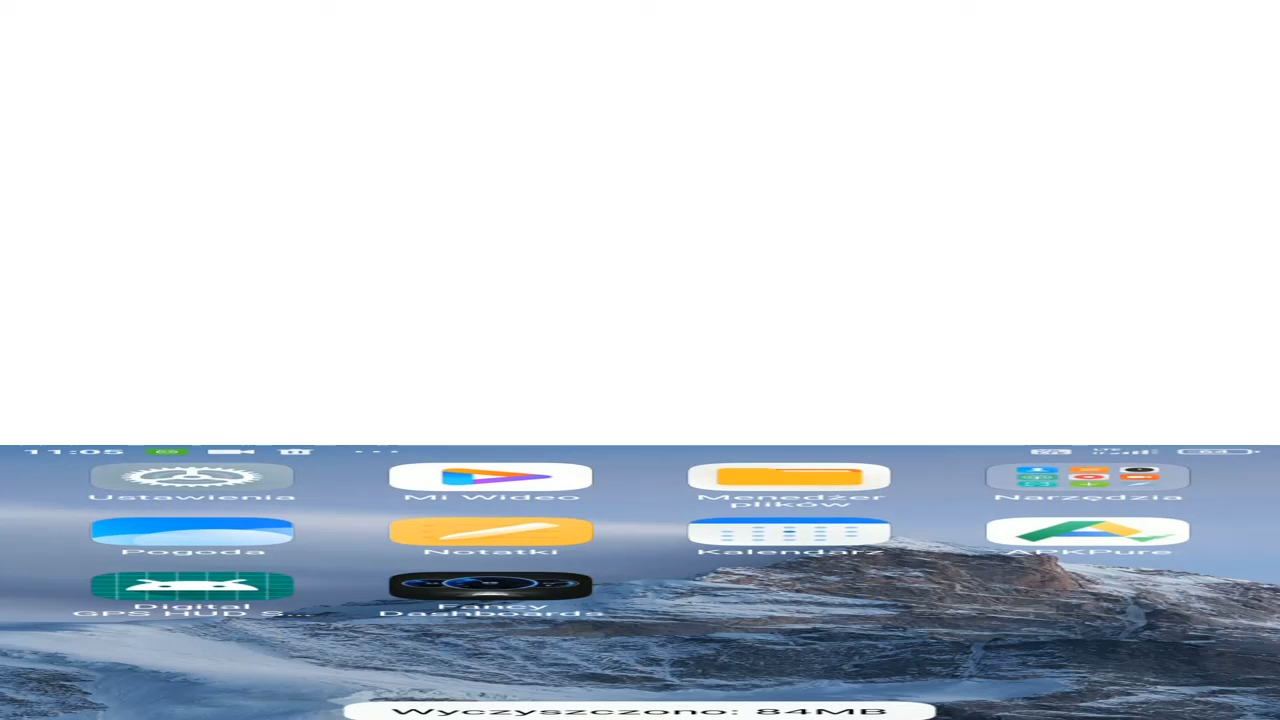 11:05
64
Ustawienia Mi Wideo Menedżer plików Narzędzia
Pogoda Notatki Kalendarz APKPure
Digital GPS HUD S... Fancy Dashboards
Wyczyszczono: 84MB